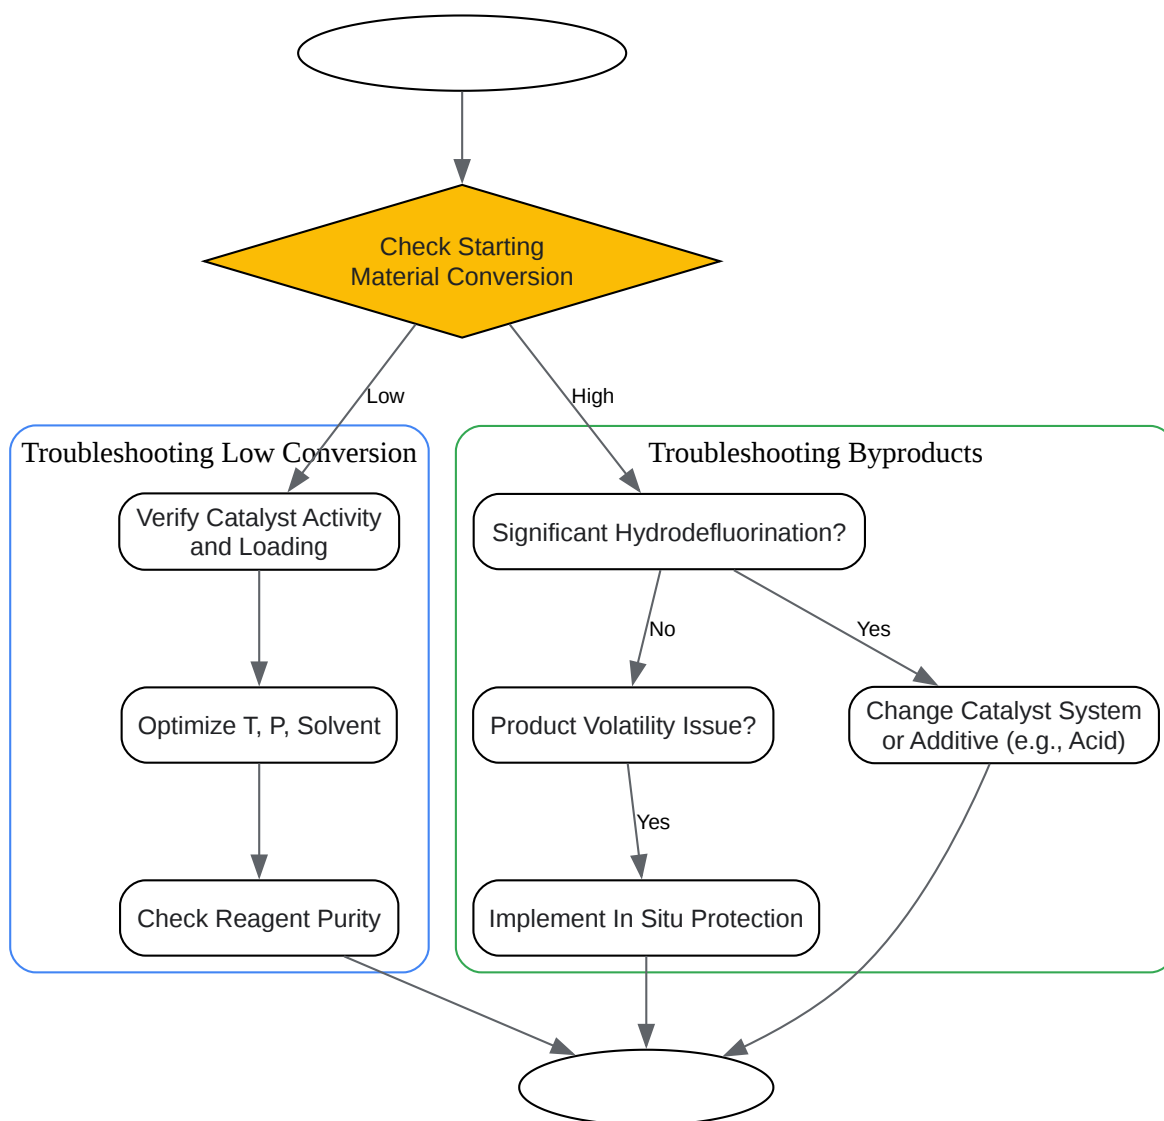 Check Starting
Material Conversion
Low
High
Troubleshooting Low Conversion
Verify Catalyst Activity
and Loading
Optimize T, P, Solvent
Check Reagent Purity
Troubleshooting Byproducts
Significant Hydrodefluorination?
No
Yes
Product Volatility Issue?
Change Catalyst System
or Additive (e.g., Acid)
Yes
Implement In Situ Protection